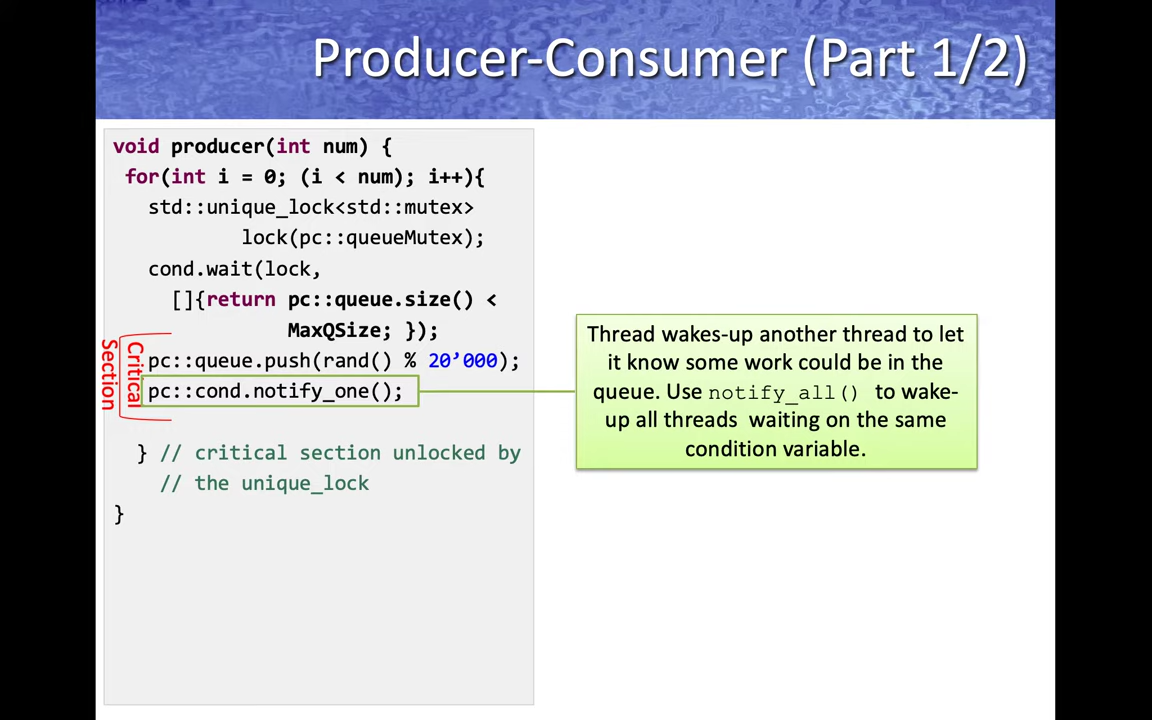 Producer-Consumer (Part 1/2)
void producer(int num) {
for(int i = 0; (i < num); i++){
std::unique_lock<std::mutex>
lock(pc::queueMutex);
cond.wait(lock,
[]{return pc::queue.size() <
MaxQSize; });
pc::queue.push(rand() % 20’000);
pc::cond.notify_one();
} // critical section unlocked by
// the unique_lock
}
Critical
Section
Thread wakes-up another thread to let
it know some work could be in the
queue. Use notify_all() to wake-
up all threads waiting on the same
condition variable.